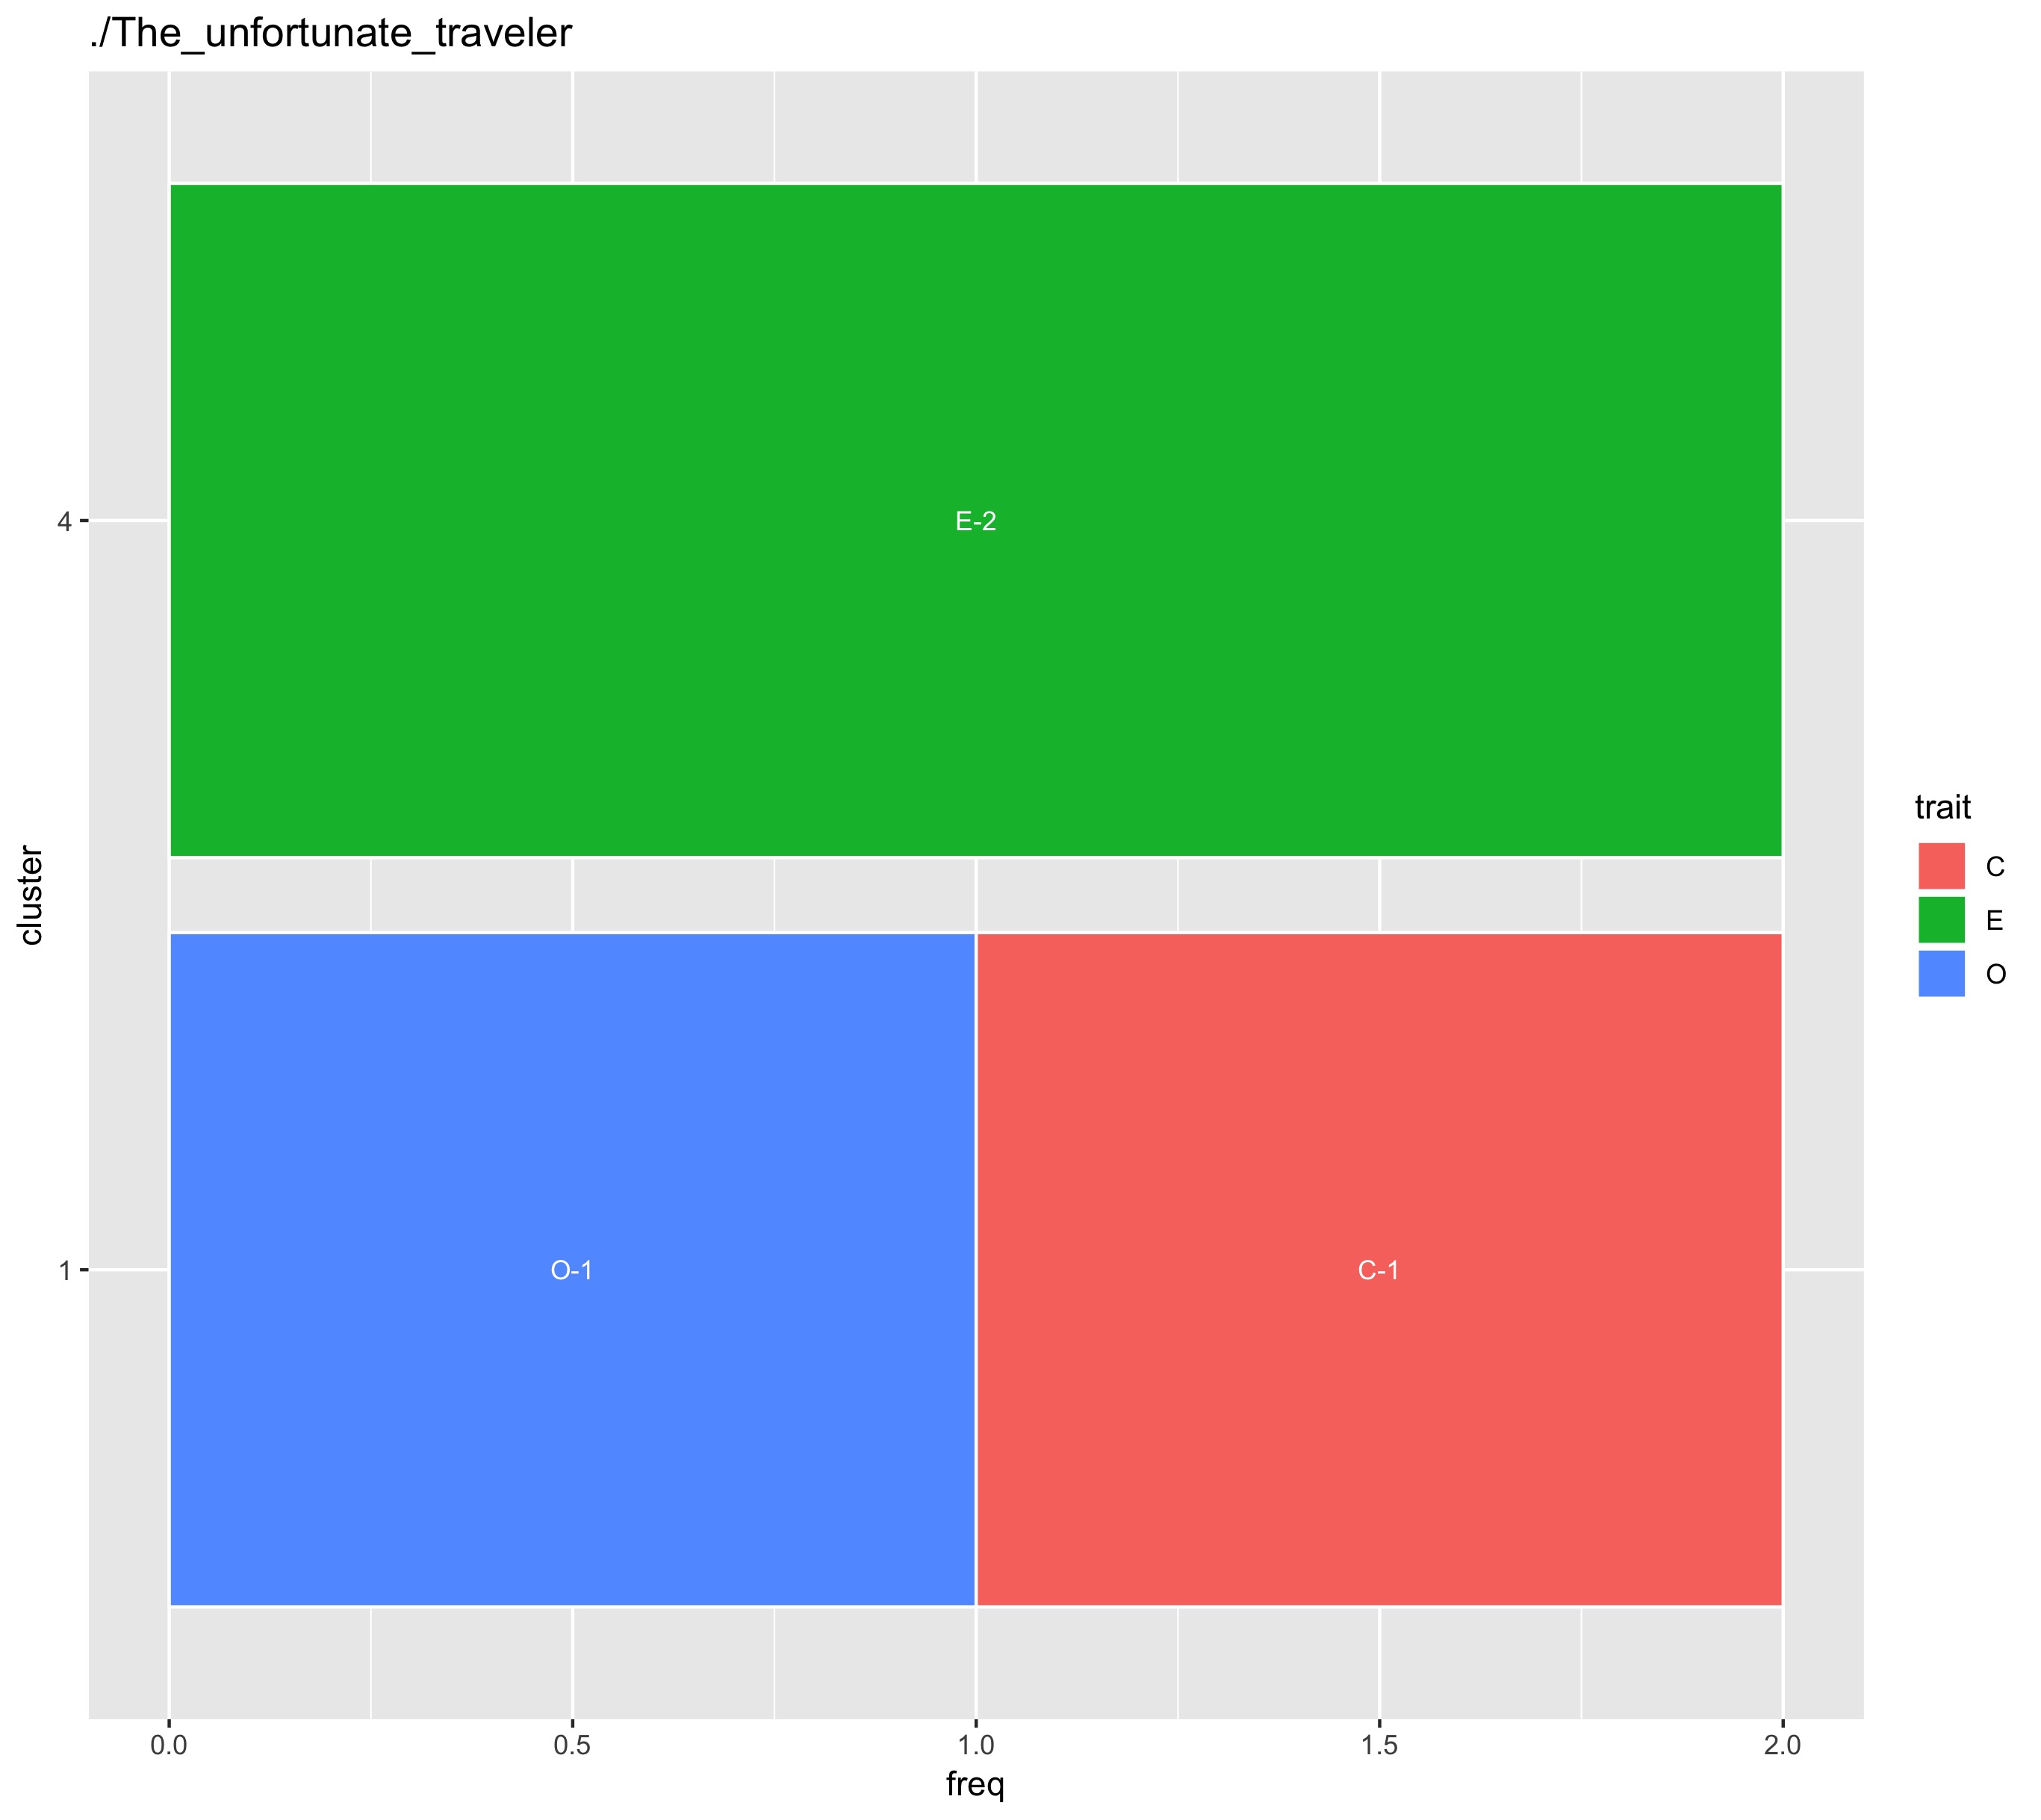 ./The_unfortunate_traveler
cluster
4
1
E-2
O-1
C-1
0.0
0.5
1.0
1.5
2.0
freq
trait
C
E
O